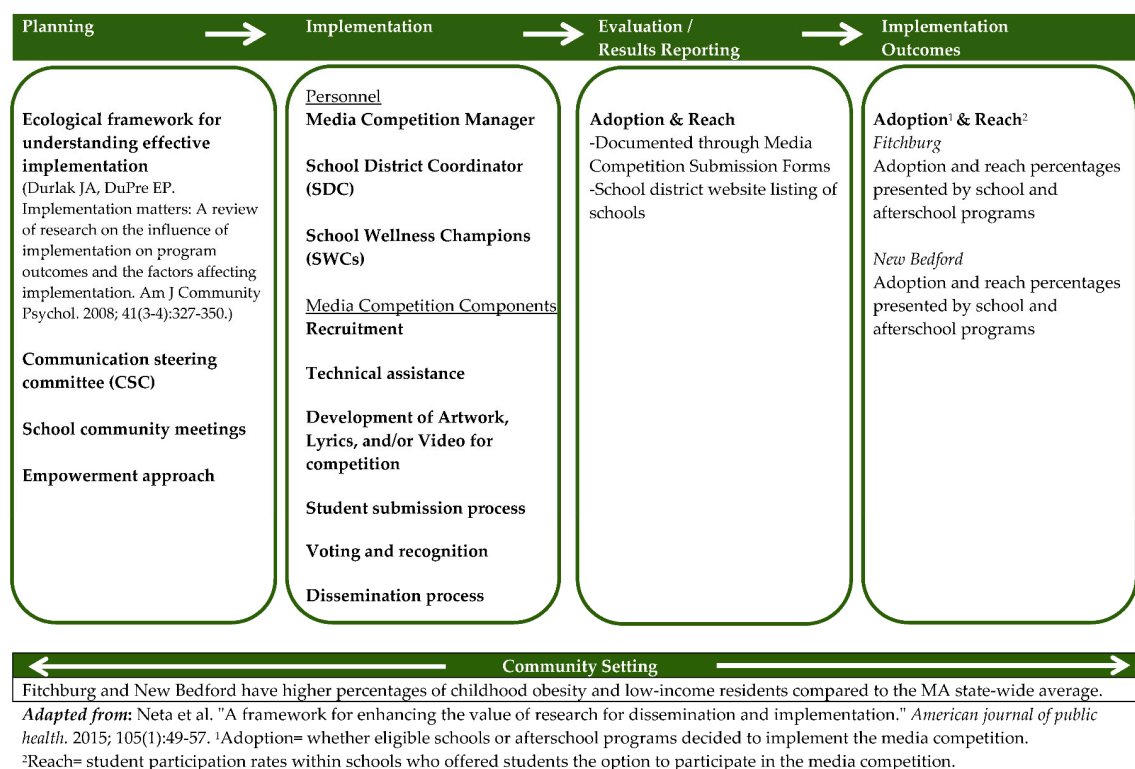 Planning
Implementation
Evaluation /
Results Reporting
Implementation
Outcomes
Ecological framework for
understanding effective
implementation
(Durlak JA, DuPre EP.
Implementation matters: A review
of research on the influence of
implementation on program
outcomes and the factors affecting
implementation. Am J Community
Psychol. 2008; 41(3-4):327-350.)
Communication steering
committee (CSC)
School community meetings
Empowerment approach
Personnel
Media Competition Manager
School District Coordinator
(SDC)
School Wellness Champions
(SWCs)
Media Competition Components
Recruitment
Technical assistance
Development of Artwork,
Lyrics, and/or Video for
competition
Student submission process
Voting and recognition
Dissemination process
Adoption & Reach
-Documented through Media
Competition Submission Forms
-School district website listing of
schools
Adoption¹ & Reach²
Fitchburg
Adoption and reach percentages
presented by school and
afterschool programs
New Bedford
Adoption and reach percentages
presented by school and
afterschool programs
Community Setting
Fitchburg and New Bedford have higher percentages of childhood obesity and low-income residents compared to the MA state-wide average.
Adapted from: Neta et al. "A framework for enhancing the value of research for dissemination and implementation." American journal of public
health. 2015; 105(1):49-57. ¹Adoption= whether eligible schools or afterschool programs decided to implement the media competition.
²Reach= student participation rates within schools who offered students the option to participate in the media competition.